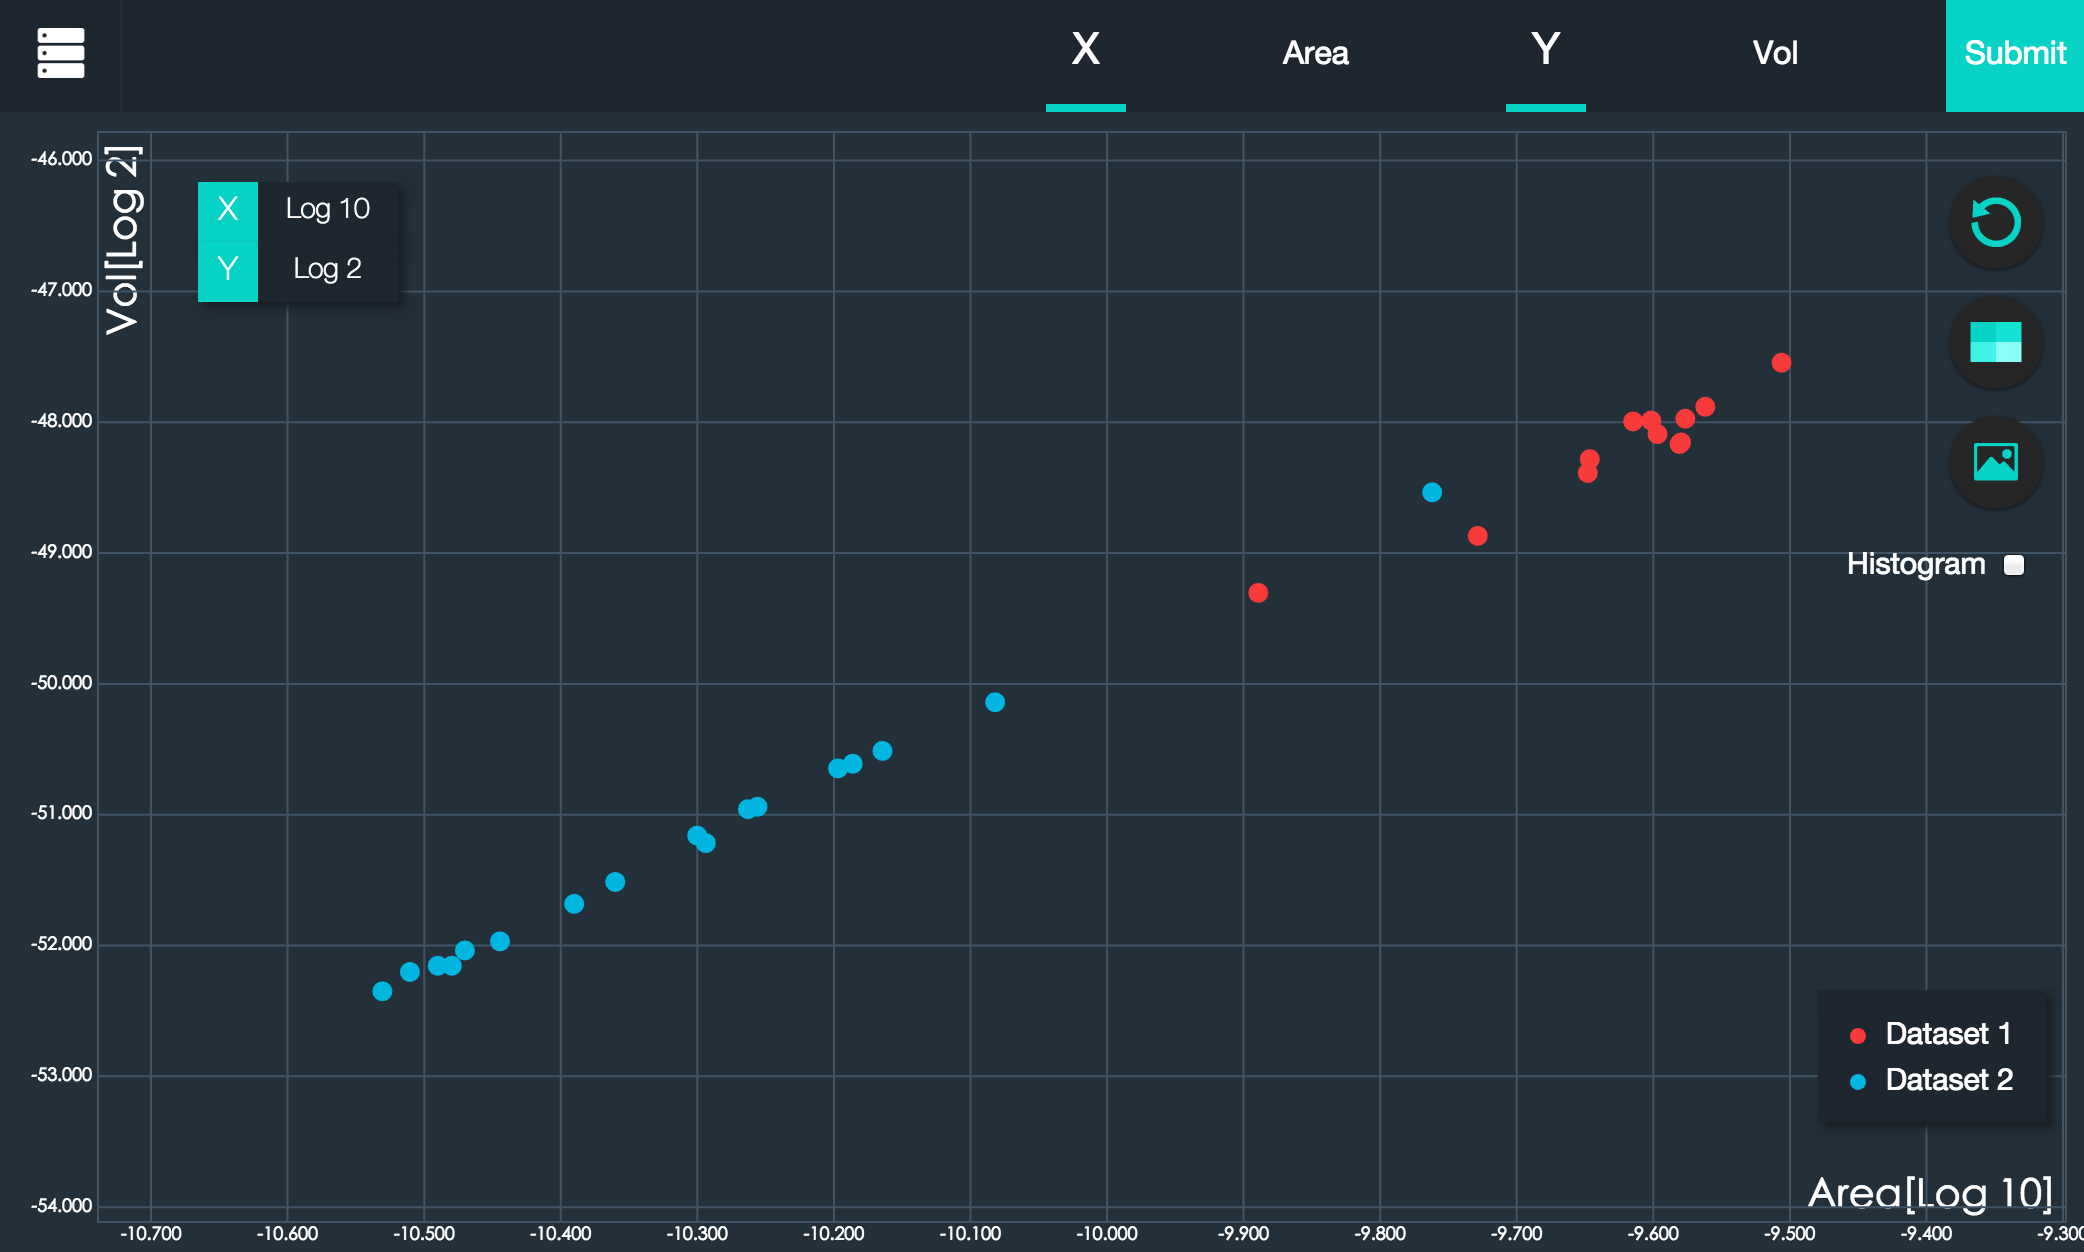 X Area Y Vol Submit
Vol[Log 2]
X Log 10
Y Log 2
-46.000
-47.000
-48.000
-49.000
-50.000
-51.000
-52.000
-53.000
-54.000
Histogram
Dataset 1
Dataset 2
Area[Log 10]
-10.700 -10.600 -10.500 -10.400 -10.300 -10.200 -10.100 -10.000 -9.900 -9.800 -9.700 -9.600 -9.500 -9.400 -9.300